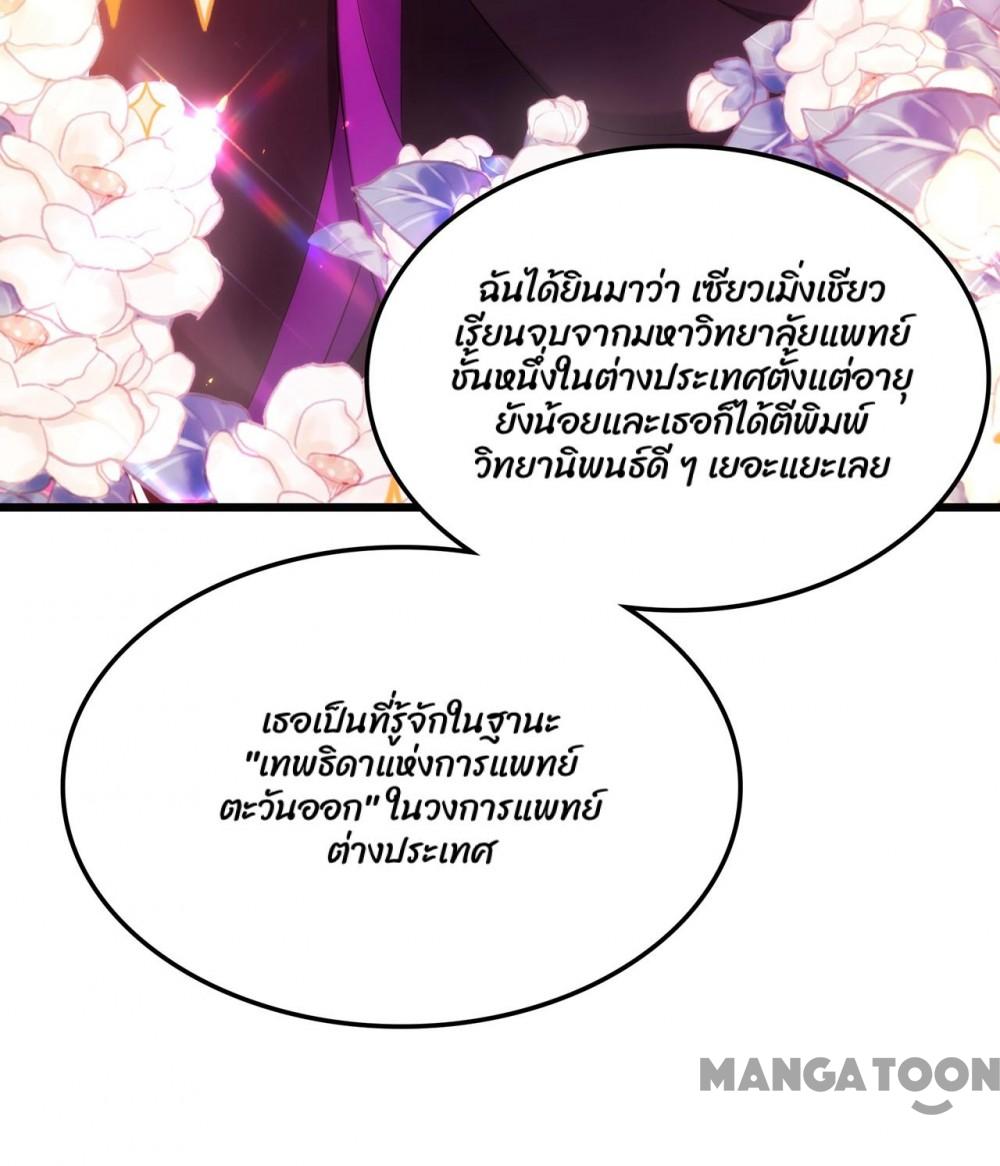 ฉันได้ยินมาว่า เซียวเมิ่งเชียว
เรียนจบจากมหาวิทยาลัยแพทย์
ชั้นหนึ่งในต่างประเทศตั้งแต่อายุ
ยังน้อยและเธอก็ได้ตีพิมพ์
วิทยานิพนธ์ดี ๆ เยอะแยะเลย
เธอเป็นที่รู้จักในฐานะ
"เทพธิดาแห่งการแพทย์
ตะวันออก" ในวงการแพทย์
ต่างประเทศ
MANGATOON